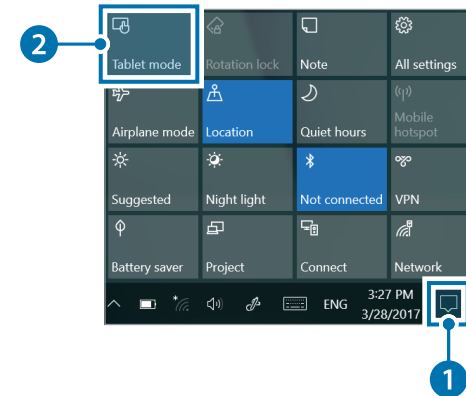 2
Tablet mode
Rotation lock
Note
All settings
Airplane mode
Location
Quiet hours
Mobile
hotspot
Suggested
Night light
Not connected
VPN
Battery saver
Project
Connect
Network
ENG
3:27 PM
3/28/2017
1